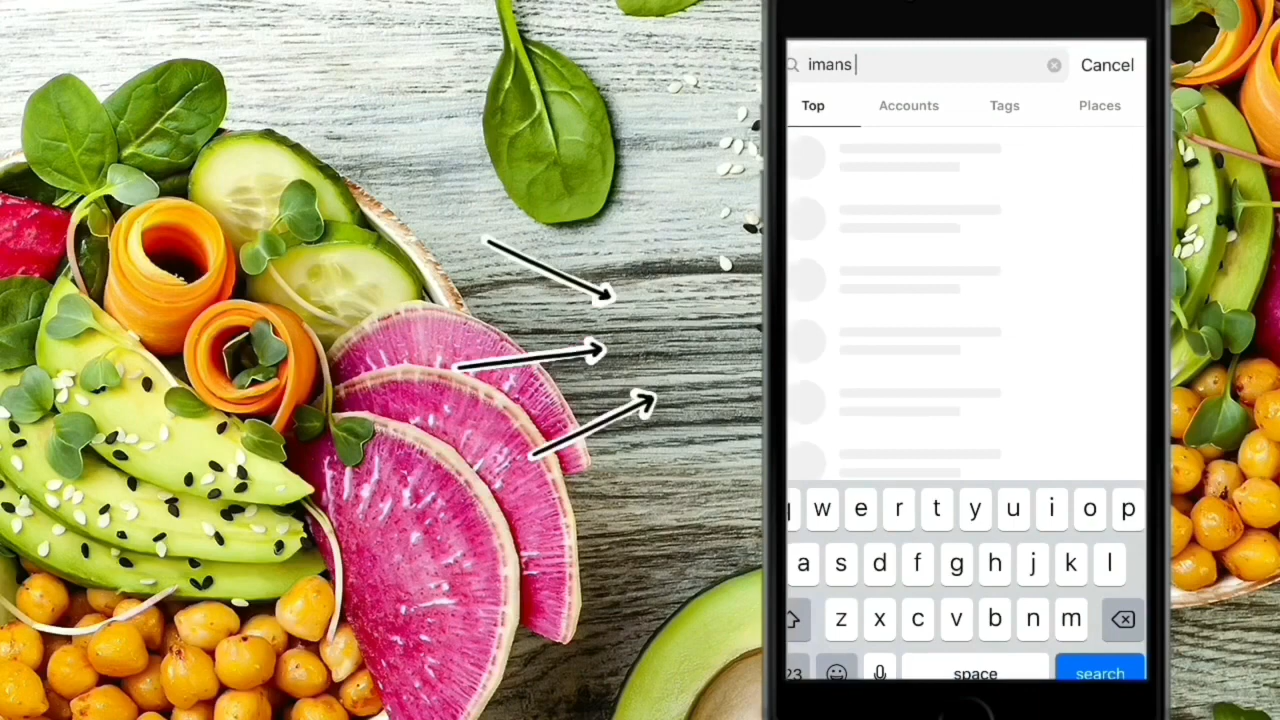 imans
Cancel
Top Accounts Tags Places
w e r t y u i o p
a s d f g h j k l
z x c v b n m
space search